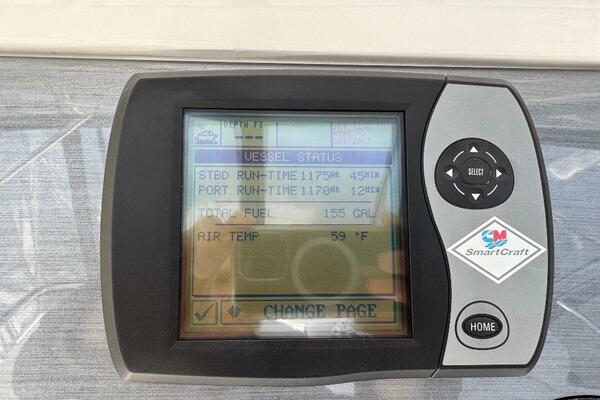 DEPTH FT
---
VESSEL STATUS
STBD RUN-TIME 1175HR 45MIN
PORT RUN-TIME 1170HR 12MIN
TOTAL FUEL 155 GAL
AIR TEMP 59 °F
CHANGE PAGE
SELECT
SmartCraft
HOME